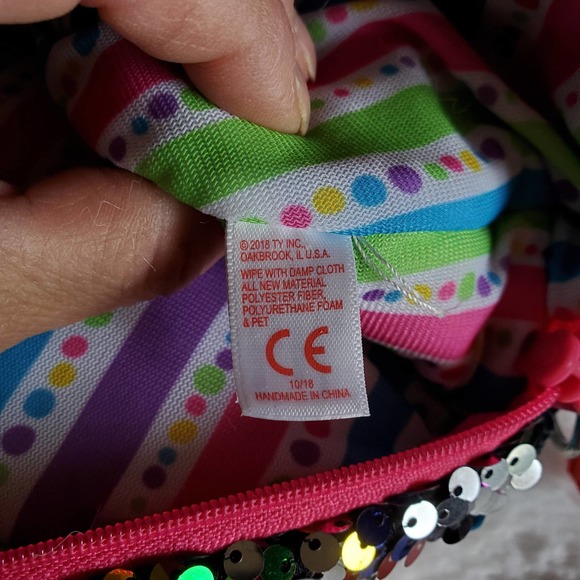 © 2018 TY INC.,
OAKBROOK, IL U.S.A.
WIPE WITH DAMP CLOTH
ALL NEW MATERIAL
POLYESTER FIBER,
POLYURETHANE FOAM
& PET
CE
10/18
HANDMADE IN CHINA